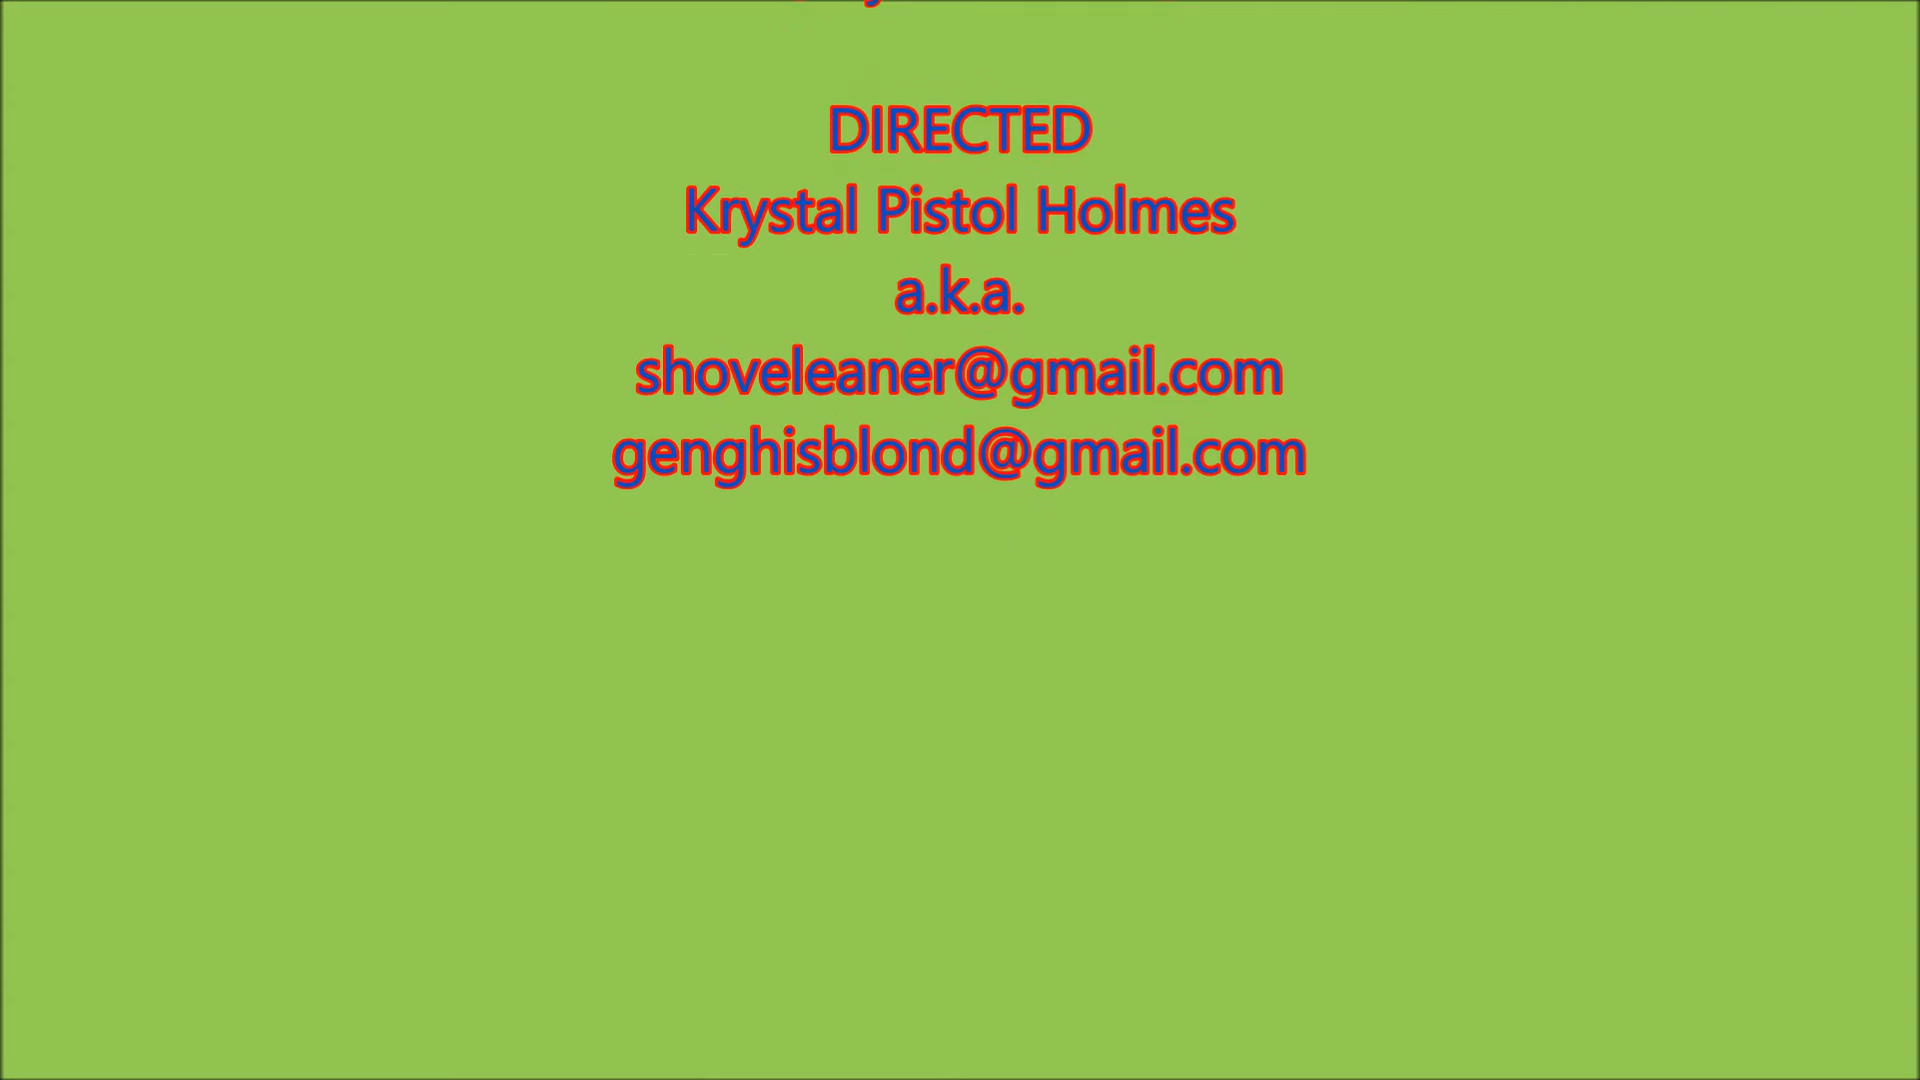 DIRECTED
Krystal Pistol Holmes
a.k.a.
shoveleaner@gmail.com
genghisblond@gmail.com